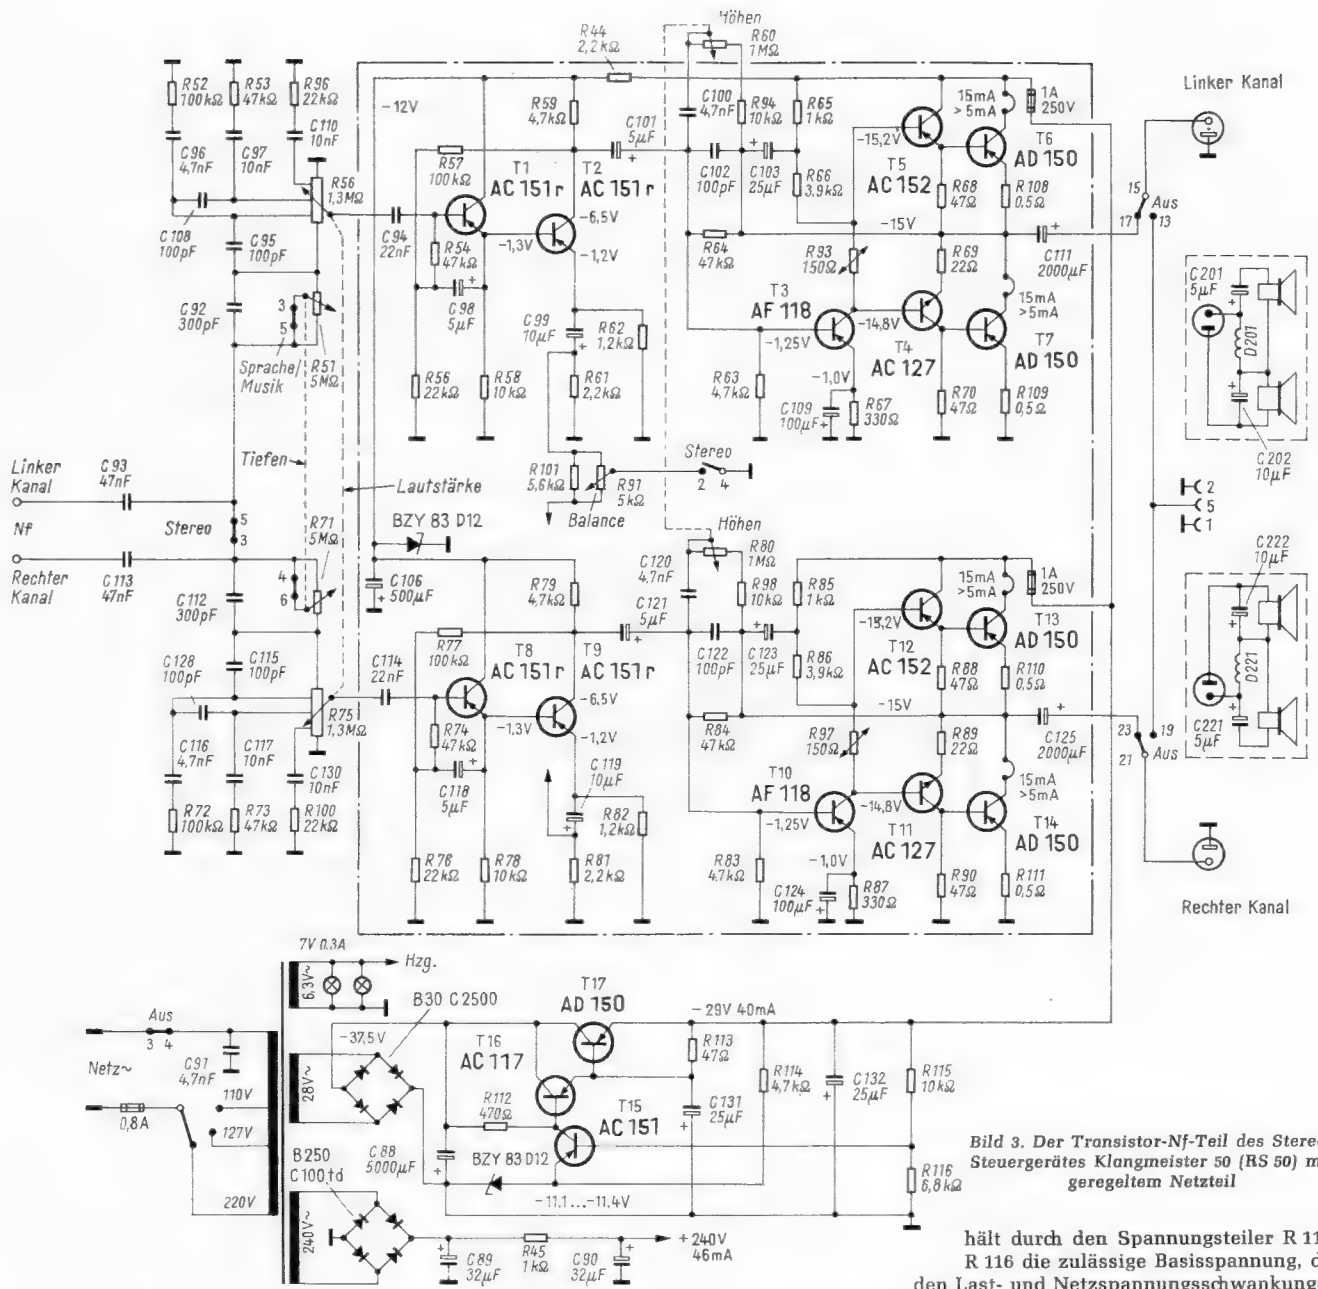 Höhen
R60
1MΩ
R44
2,2kΩ
Linker Kanal
R52
100kΩ
R53
47kΩ
R96
22kΩ
-12V
R59
4,7kΩ
C101
5µF
C100
4,7nF
R94
10kΩ
R65
1kΩ
15mA
>5mA
1A
250V
C96
4,7nF
C97
10nF
C110
10nF
R57
100kΩ
T1
AC 151 r
T2
AC 151 r
C102
100pF
C103
25µF
R66
3,9kΩ
-15,2V
T5
AC 152
T6
AD 150
R56
1,3MΩ
R68
47Ω
R108
0,5Ω
15
Aus
17
13
C108
100pF
C95
100pF
C94
22nF
R54
47kΩ
-1,3V
-6,5V
-1,2V
-15V
R64
47kΩ
R93
150Ω
R69
22Ω
C111
2000µF
C92
300pF
3
5
Sprache/
Musik
R51
5MΩ
C98
5µF
C99
10µF
R62
1,2kΩ
T3
AF 118
-14,8V
-1,25V
T4
AC 127
15mA
>5mA
T7
AD 150
C201
5µF
D201
R56
22kΩ
R58
10kΩ
R61
2,2kΩ
R63
4,7kΩ
-1,0V
C109
100µF
R67
330Ω
R70
47Ω
R109
0,5Ω
C202
10µF
Linker
Kanal
C93
47nF
Tiefen
Lautstärke
R101
5,6kΩ
R91
5kΩ
Balance
Stereo
2 4
2
5
1
Nf
Stereo
5
3
R71
5MΩ
BZY 83 D12
Höhen
R80
1MΩ
Rechter
Kanal
C113
47nF
C112
300pF
4
6
C106
500µF
R79
4,7kΩ
C120
4,7nF
C121
5µF
R98
10kΩ
R85
1kΩ
15mA
>5mA
1A
250V
C222
10µF
C128
100pF
C115
100pF
C114
22nF
R77
100kΩ
T8
AC 151 r
T9
AC 151 r
C122
100pF
C123
25µF
R86
3,9kΩ
-15,2V
T12
AC 152
T13
AD 150
D221
R75
1,3MΩ
R88
47Ω
R110
0,5Ω
C221
5µF
R74
47kΩ
-1,3V
-6,5V
-1,2V
-15V
R84
47kΩ
R97
150Ω
R89
22Ω
C125
2000µF
23
19
Aus
21
C116
4,7nF
C117
10nF
C130
10nF
C118
5µF
C119
10µF
R82
1,2kΩ
T10
AF 118
-14,8V
-1,25V
T11
AC 127
15mA
>5mA
T14
AD 150
R72
100kΩ
R73
47kΩ
R100
22kΩ
R76
22kΩ
R78
10kΩ
R81
2,2kΩ
R83
4,7kΩ
-1,0V
C124
100µF
R87
330Ω
R90
47Ω
R111
0,5Ω
Rechter Kanal
7V 0.3A
Hzg.
6,3V~
B30 C 2500
T17
AD 150
-29V 40mA
Aus
3 4
-37,5V
T16
AC 117
R113
47Ω
R114
4,7kΩ
R115
10kΩ
C91
4,7nF
28V~
C132
25µF
Netz~
R112
470Ω
T15
AC 151
C131
25µF
0,8A
110V
127V
C88
5000µF
BZY 83 D12
Bild 3. Der Transistor-Nf-Teil des Stere
Steuergerätes Klangmeister 50 (RS 50) m
geregeltem Netzteil
B250
C100 td
220V
R116
6,8kΩ
-11,1...-11,4V
240V~
C89
32µF
R45
1kΩ
C90
32µF
+240V
46mA
hält durch den Spannungsteiler R 11
R 116 die zulässige Basisspannung, d
den Last- und Netzspannungsschwankung